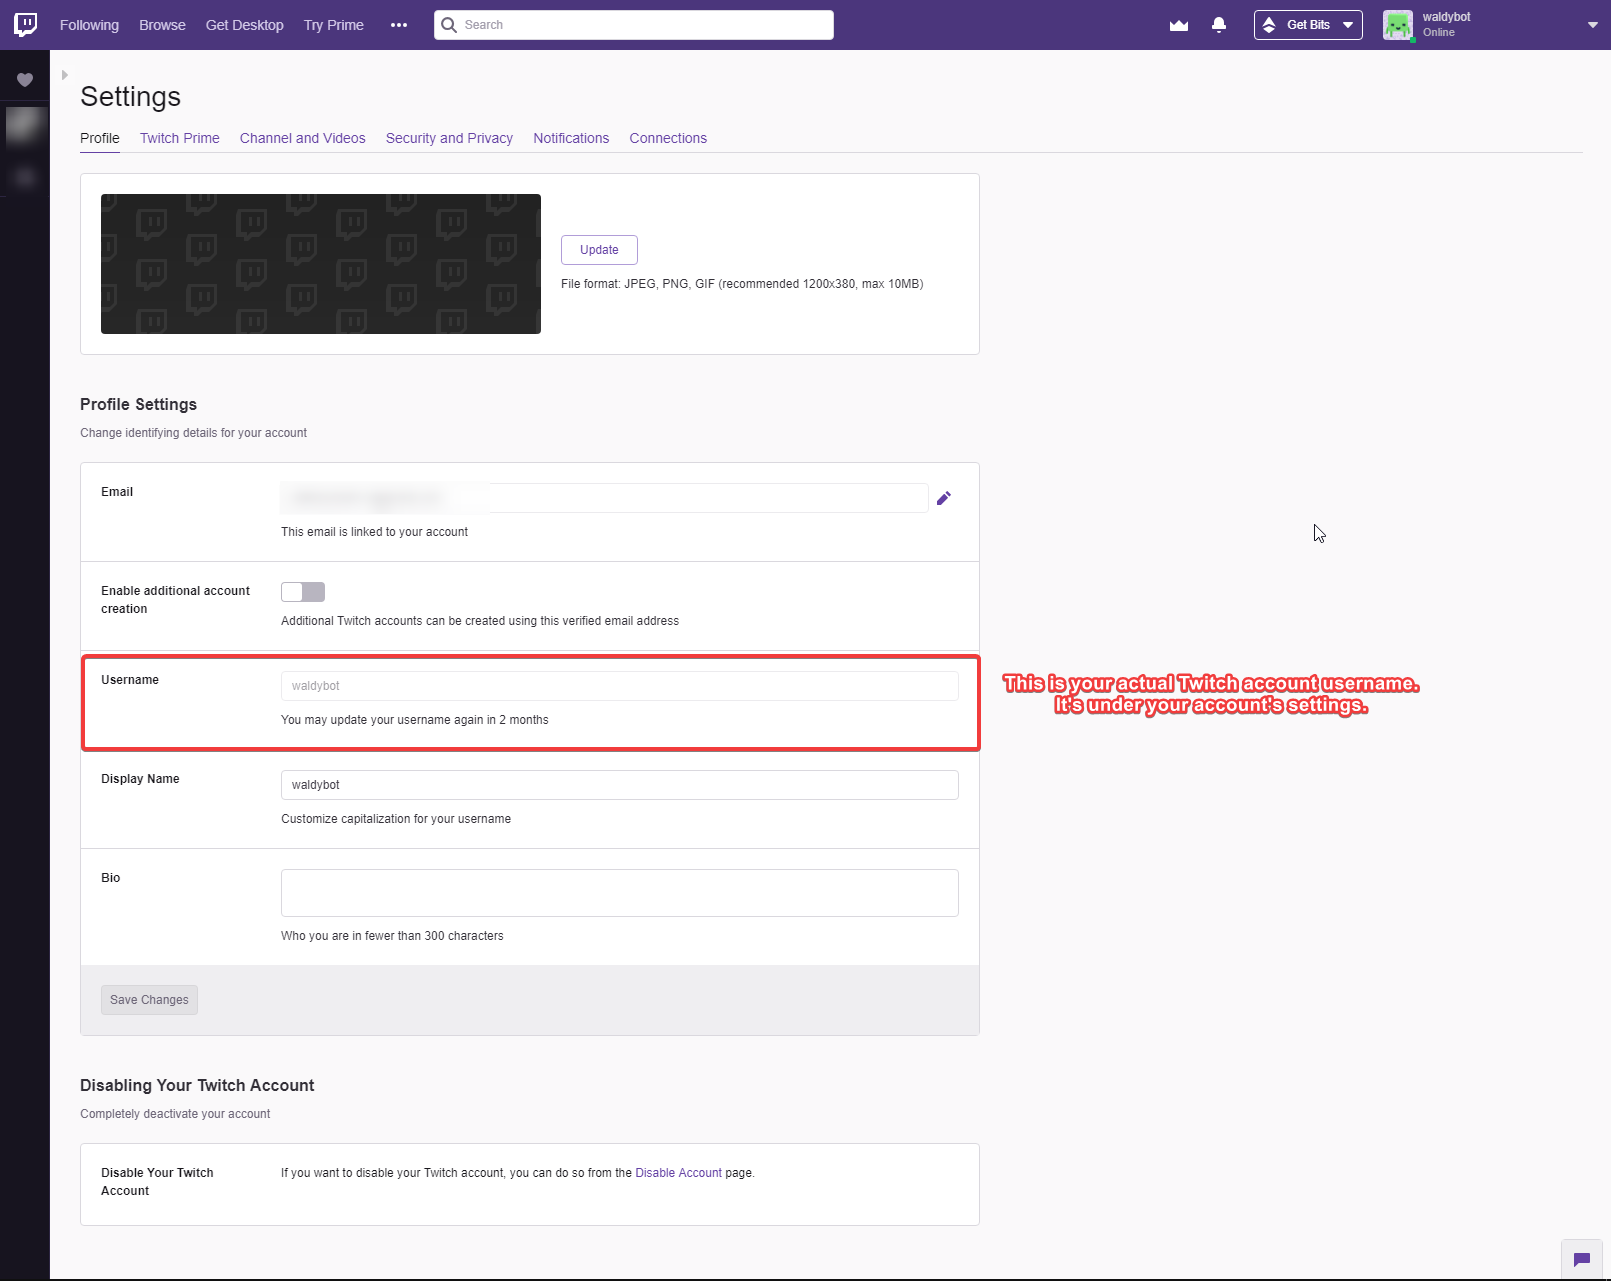 Following Browse Get Desktop Try Prime ••• Search Get Bits waldybot
Online
Settings
Profile Twitch Prime Channel and Videos Security and Privacy Notifications Connections
Update
File format: JPEG, PNG, GIF (recommended 1200x380, max 10MB)
Profile Settings
Change identifying details for your account
Email
This email is linked to your account
Enable additional account
creation
Additional Twitch accounts can be created using this verified email address
Username
waldybot
You may update your username again in 2 months
This is your actual Twitch account username.
It's under your account's settings.
Display Name
waldybot
Customize capitalization for your username
Bio
Who you are in fewer than 300 characters
Save Changes
Disabling Your Twitch Account
Completely deactivate your account
Disable Your Twitch
Account
If you want to disable your Twitch account, you can do so from the Disable Account page.